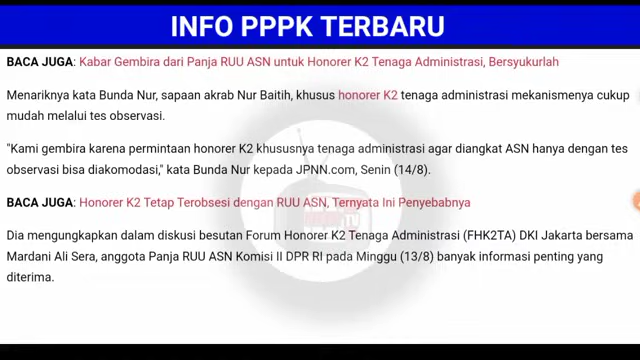 INFO PPPK TERBARU
BACA JUGA: Kabar Gembira dari Panja RUU ASN untuk Honorer K2 Tenaga Administrasi, Bersyukurlah
Menariknya kata Bunda Nur, sapaan akrab Nur Baitih, khusus honorer K2 tenaga administrasi mekanismenya cukup
mudah melalui tes observasi.
"Kami gembira karena permintaan honorer K2 khususnya tenaga administrasi agar diangkat ASN hanya dengan tes
observasi bisa diakomodasi," kata Bunda Nur kepada JPNN.com, Senin (14/8).
BACA JUGA: Honorer K2 Tetap Terobsesi dengan RUU ASN, Ternyata Ini Penyebabnya
Dia mengungkapkan dalam diskusi besutan Forum Honorer K2 Tenaga Administrasi (FHK2TA) DKI Jakarta bersama
Mardani Ali Sera, anggota Panja RUU ASN Komisi II DPR RI pada Minggu (13/8) banyak informasi penting yang
diterima.